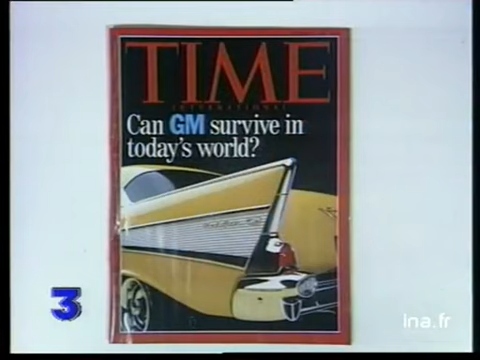 TIME
INTERNATIONAL
Can GM survive in
today's world?
3
ina.fr